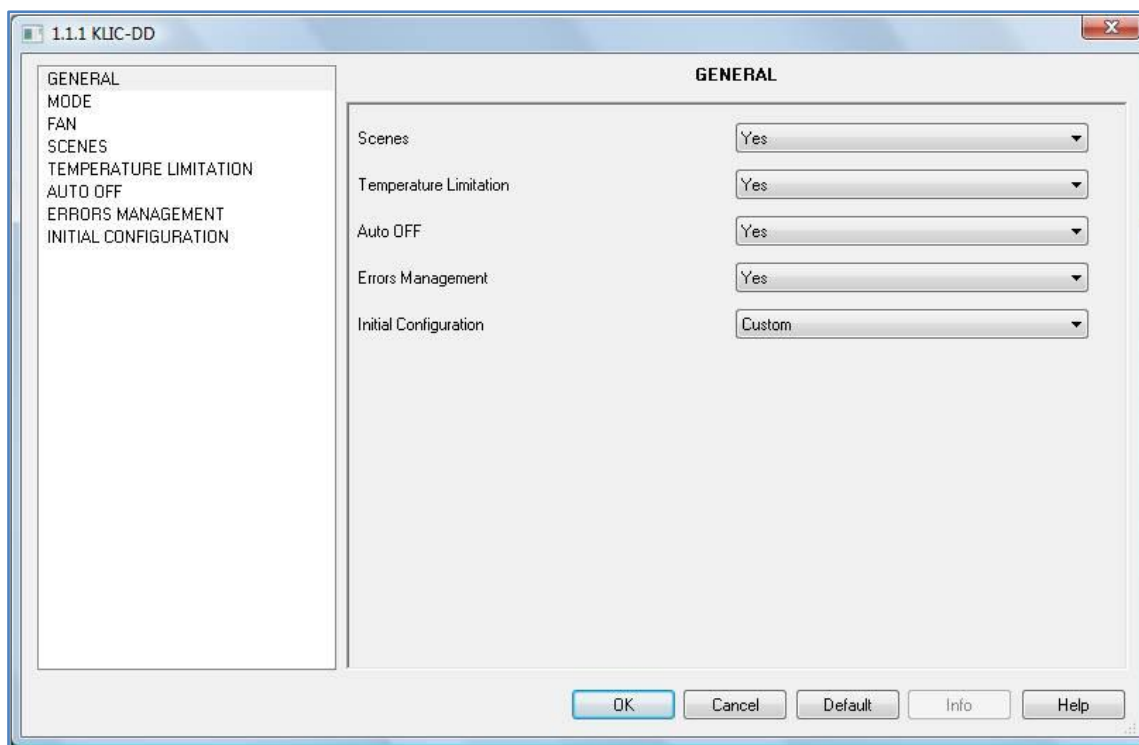 1.1.1 KLIC-DD
GENERAL
MODE
FAN
SCENES
TEMPERATURE LIMITATION
AUTO OFF
ERRORS MANAGEMENT
INITIAL CONFIGURATION
GENERAL
Scenes Yes
Temperature Limitation Yes
Auto OFF Yes
Errors Management Yes
Initial Configuration Custom
OK Cancel Default Info Help